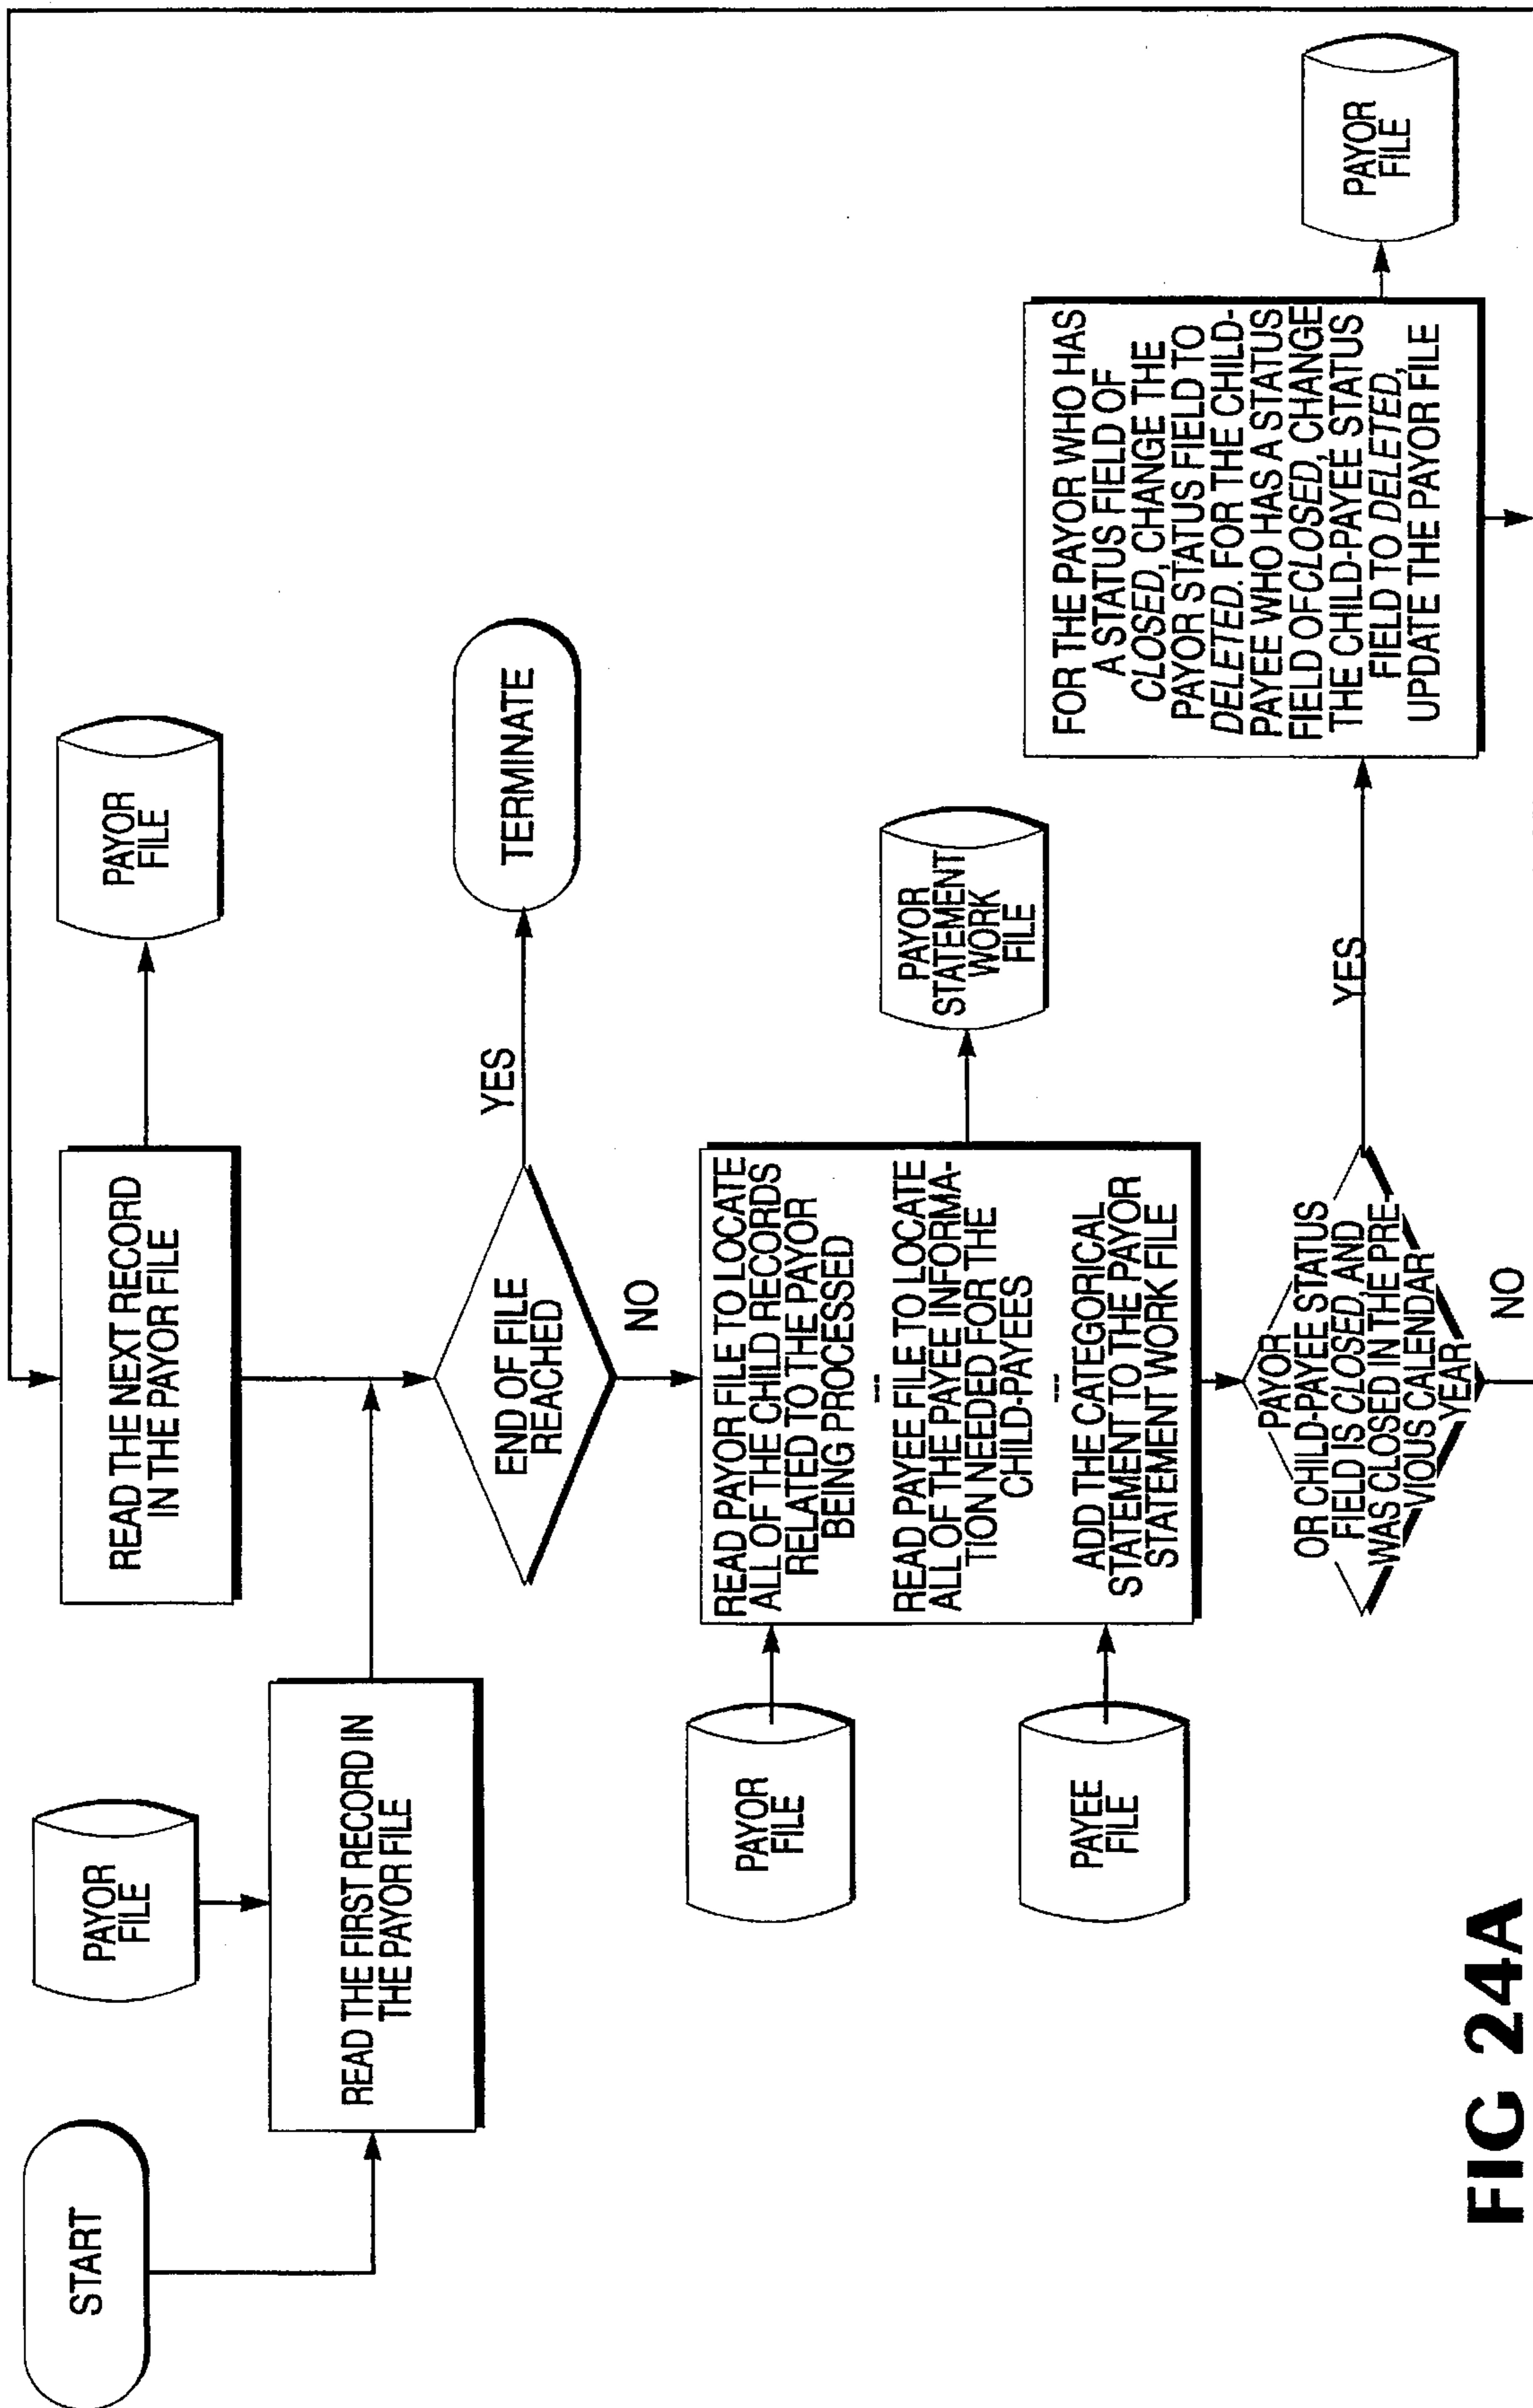 START
PAYOR
FILE
READ THE FIRST RECORD IN
THE PAYOR FILE
READ THE NEXT RECORD
IN THE PAYOR FILE
PAYOR
FILE
END OF FILE
REACHED
YES
TERMINATE
NO
PAYOR
FILE
PAYEE
FILE
READ PAYOR FILE TO LOCATE
ALL OF THE CHILD RECORDS
RELATED TO THE PAYOR
BEING PROCESSED
---
READ PAYEE FILE TO LOCATE
ALL OF THE PAYEE INFORMA-
TION NEEDED FOR THE
CHILD-PAYEES
---
ADD THE CATEGORICAL
STATEMENT TO THE PAYOR
STATEMENT WORK FILE
PAYOR
STATEMENT
WORK
FILE
PAYOR
OR CHILD-PAYEE STATUS
FIELD IS CLOSED, AND
WAS CLOSED IN THE PRE-
VIOUS CALENDAR
YEAR
YES
NO
FOR THE PAYOR WHO HAS
A STATUS FIELD OF
CLOSED, CHANGE THE
PAYOR STATUS FIELD TO
DELETED. FOR THE CHILD-
PAYEE WHO HAS A STATUS
FIELD OF CLOSED, CHANGE
THE CHILD-PAYEE STATUS
FIELD TO DELETED,
UPDATE THE PAYOR FILE
PAYOR
FILE
FIG 24A